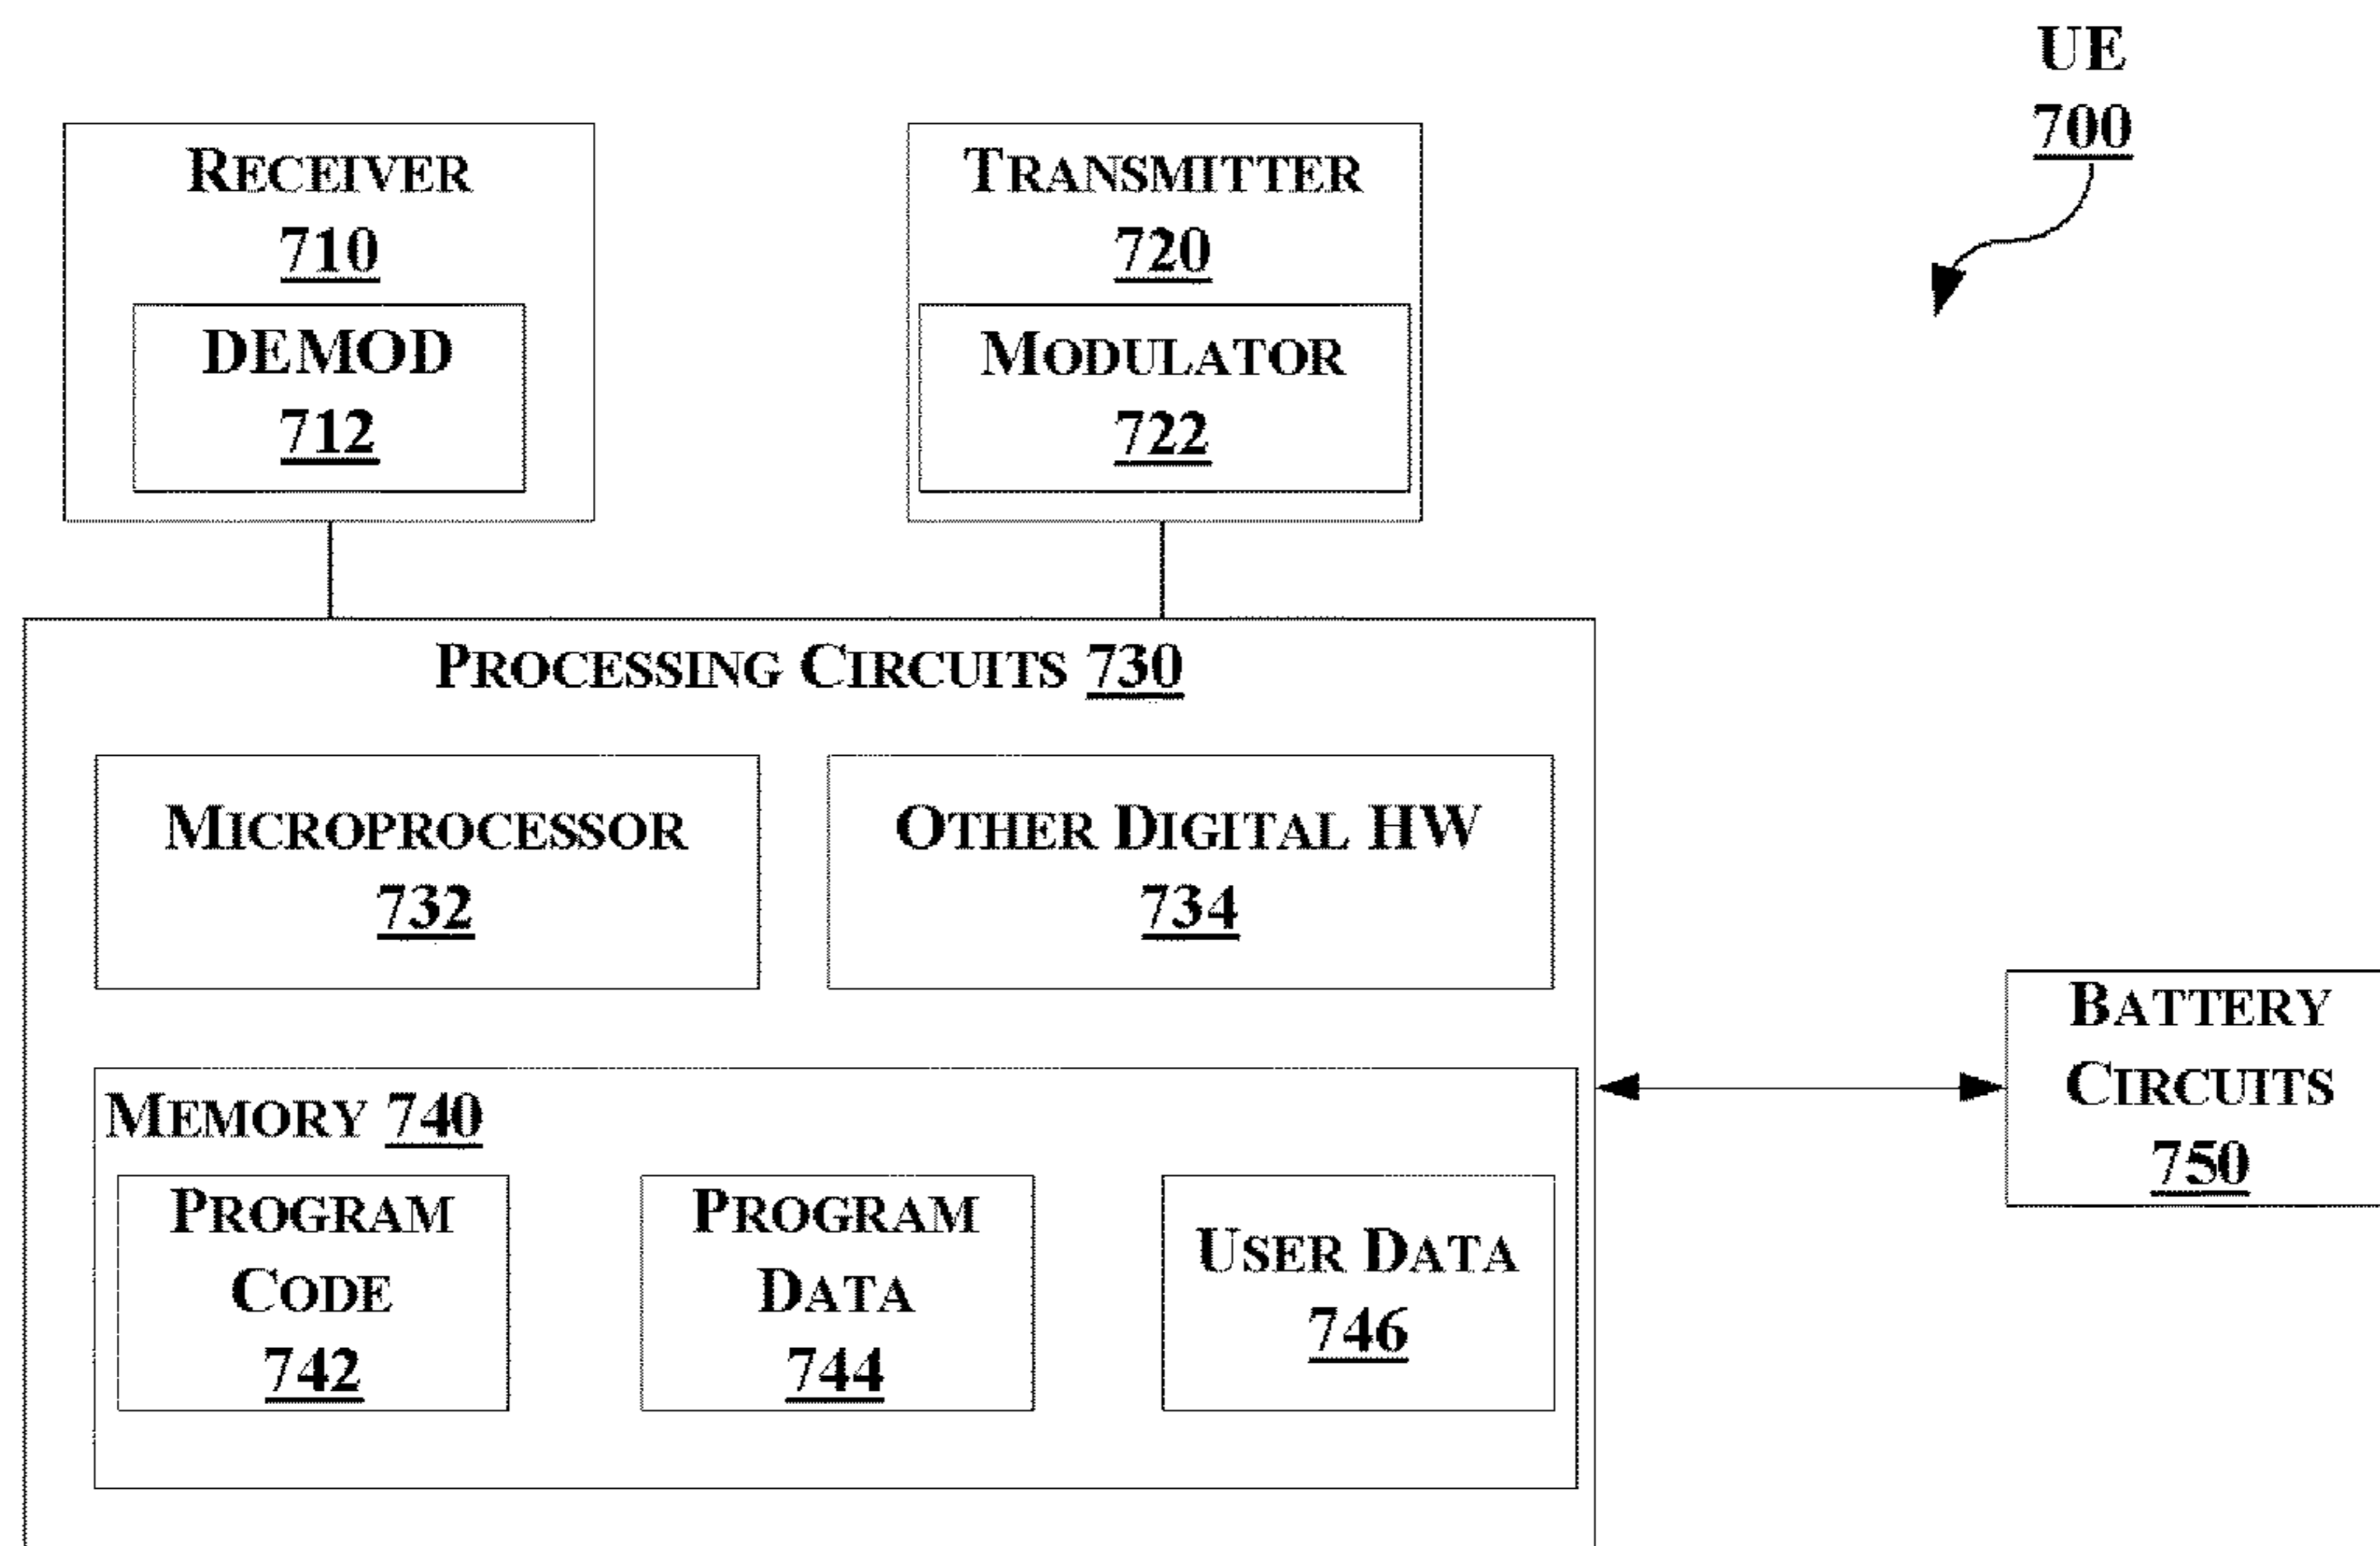 UE
700
RECEIVER
710
DEMOD
712
TRANSMITTER
720
MODULATOR
722
PROCESSING CIRCUITS 730
MICROPROCESSOR
732
OTHER DIGITAL HW
734
MEMORY 740
PROGRAM
CODE
742
PROGRAM
DATA
744
USER DATA
746
BATTERY
CIRCUITS
750